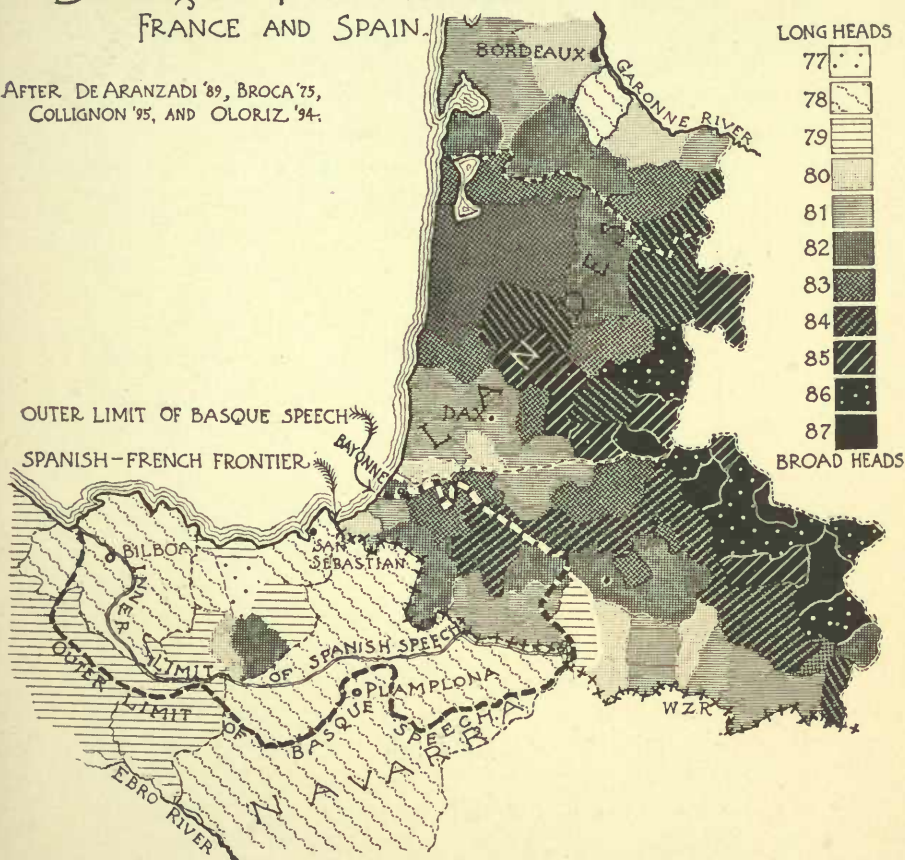 FRANCE AND SPAIN.
AFTER DE ARANZADI '89, BROCA '75,
COLLIGNON '95, AND OLORIZ '94.
BORDEAUX
GARONNE RIVER
LONG HEADS
77
78
79
80
81
82
83
84
85
86
87
BROAD HEADS
LANDES
DAX
OUTER LIMIT OF BASQUE SPEECH
BAYONNE
SPANISH-FRENCH FRONTIER
SAN
SEBASTIAN
BILBOA
INNER LIMIT OF SPANISH SPEECH
PLAMPLONA
OUTER LIMIT OF BASQUE SPEECH
NAVARRA
EBRO RIVER
WZR